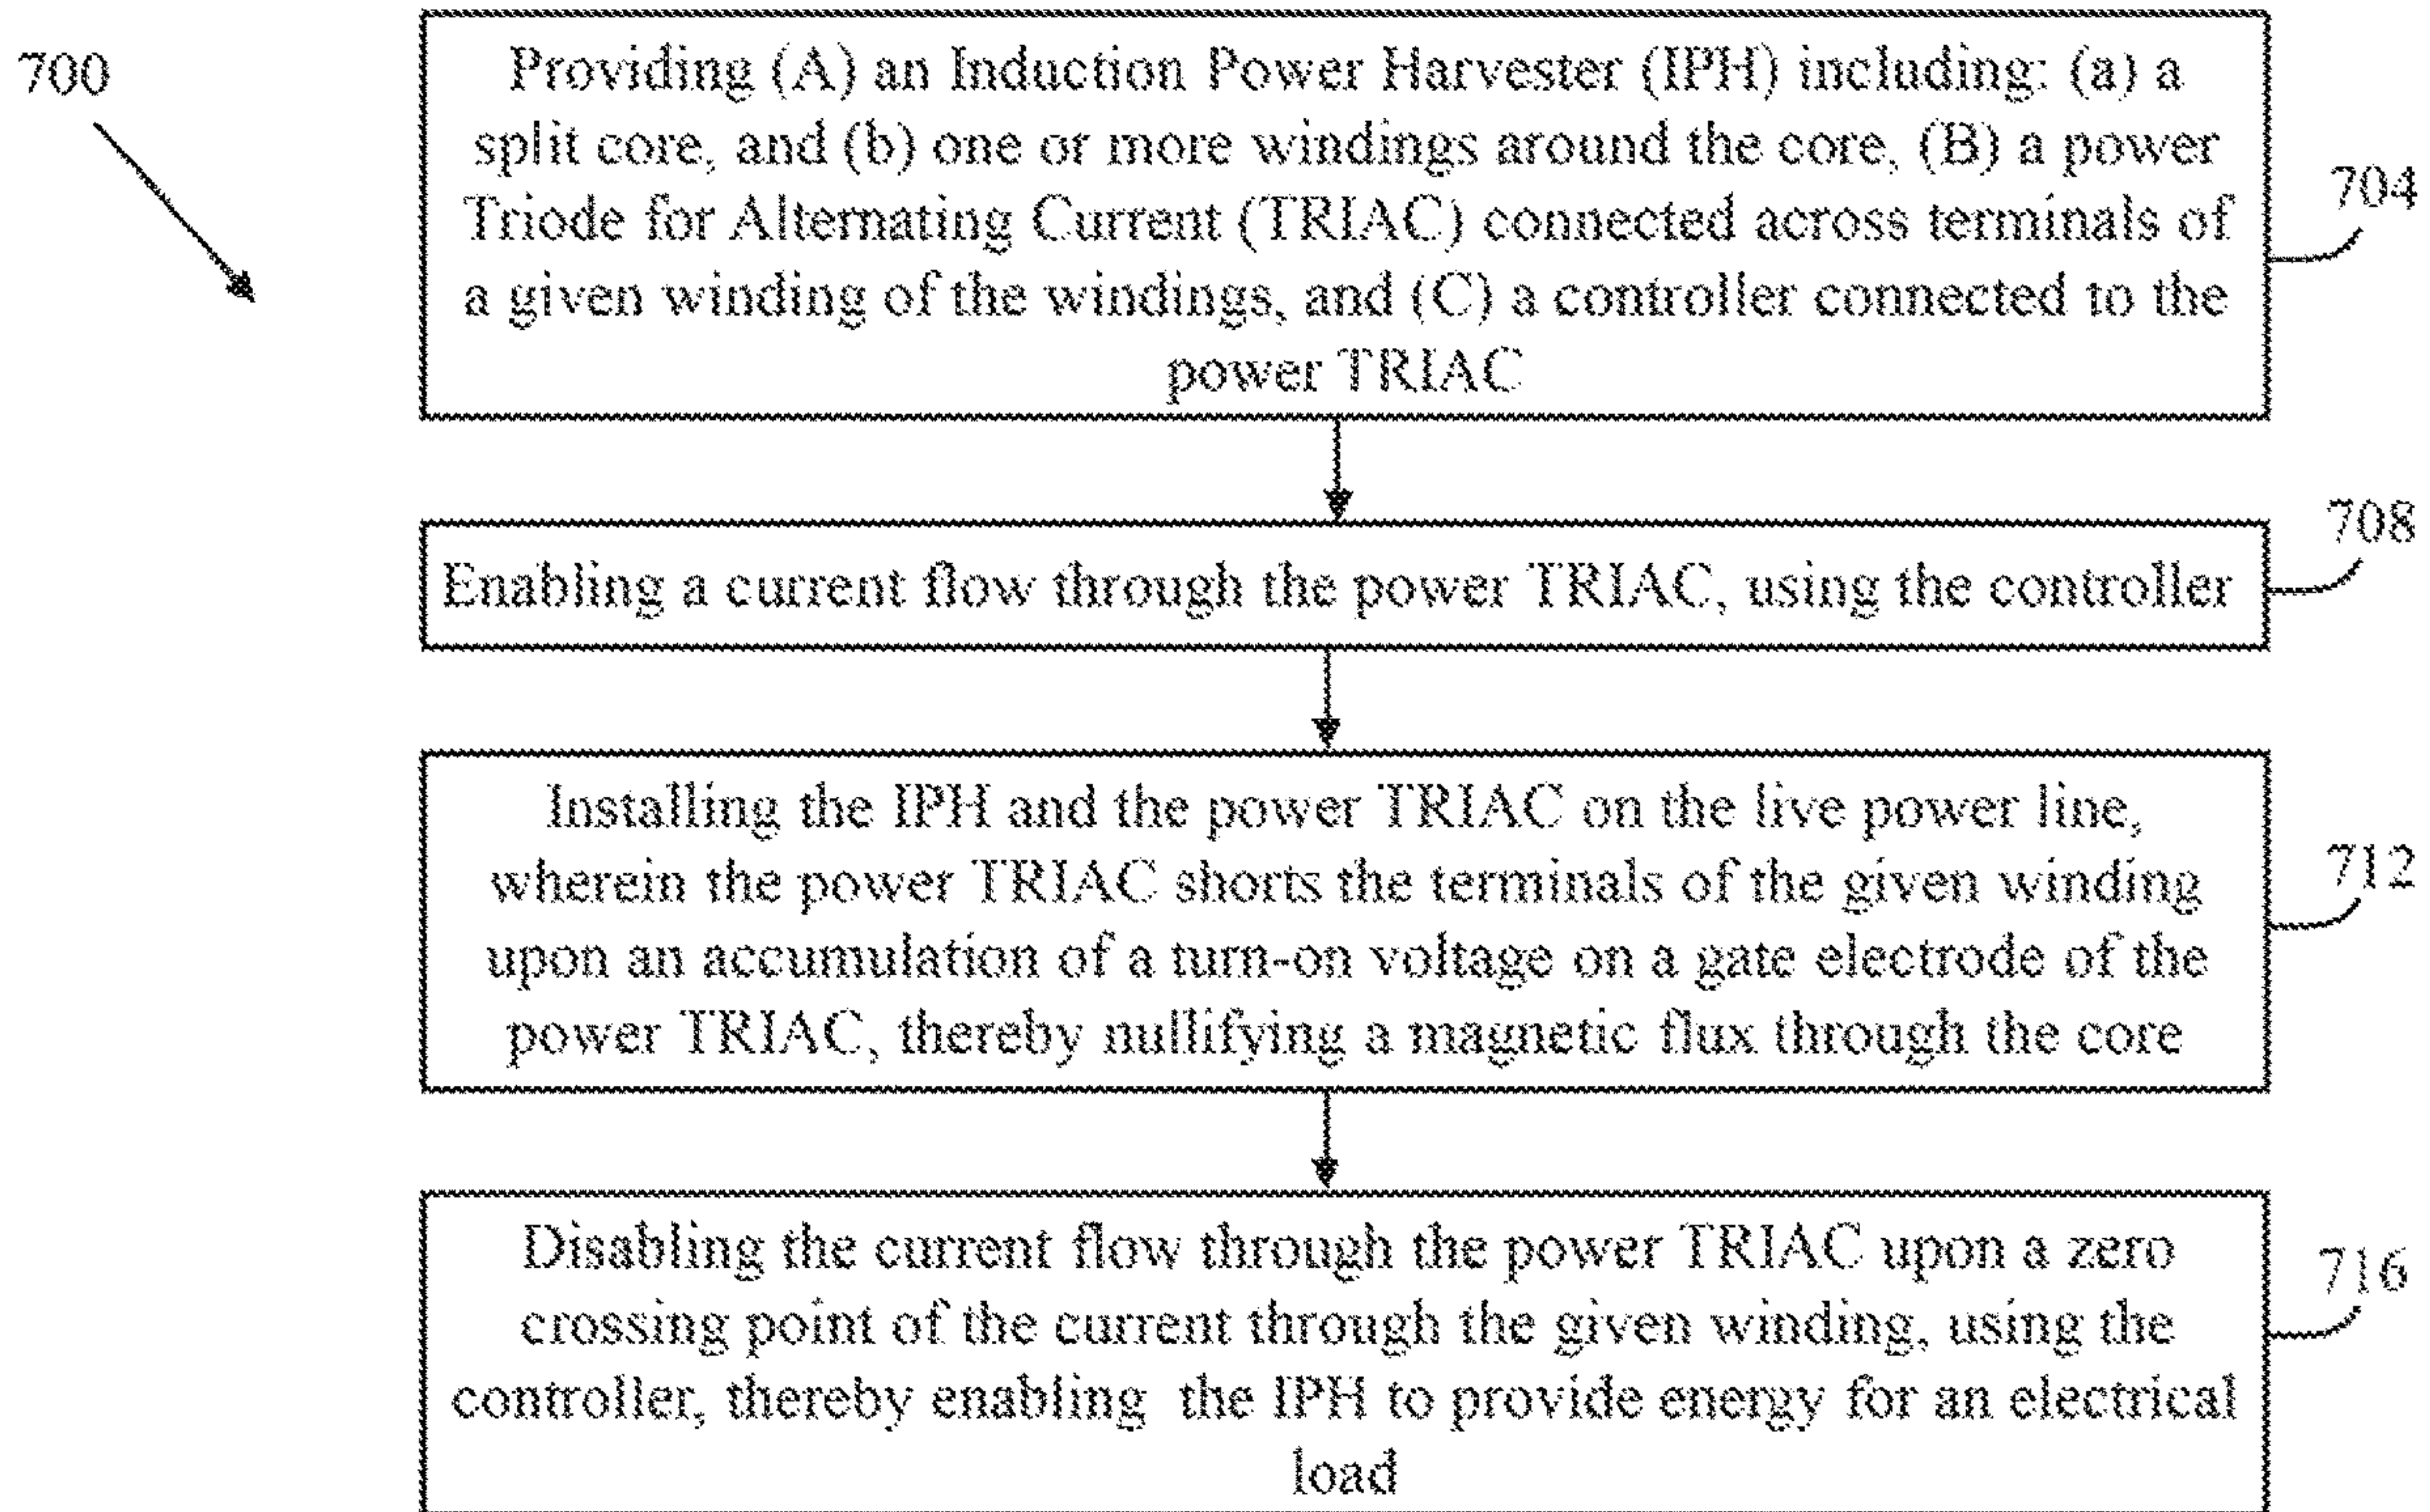 700
Providing (A) an Induction Power Harvester (IPH) including: (a) a
split core, and (b) one or more windings around the core, (B) a power
Triode for Alternating Current (TRIAC) connected across terminals of
a given winding of the windings, and (C) a controller connected to the
power TRIAC
704
Enabling a current flow through the power TRIAC, using the controller
708
Installing the IPH and the power TRIAC on the live power line,
wherein the power TRIAC shorts the terminals of the given winding
upon an accumulation of a turn-on voltage on a gate electrode of the
power TRIAC, thereby nullifying a magnetic flux through the core
712
Disabling the current flow through the power TRIAC upon a zero
crossing point of the current through the given winding, using the
controller, thereby enabling the IPH to provide energy for an electrical
load
716